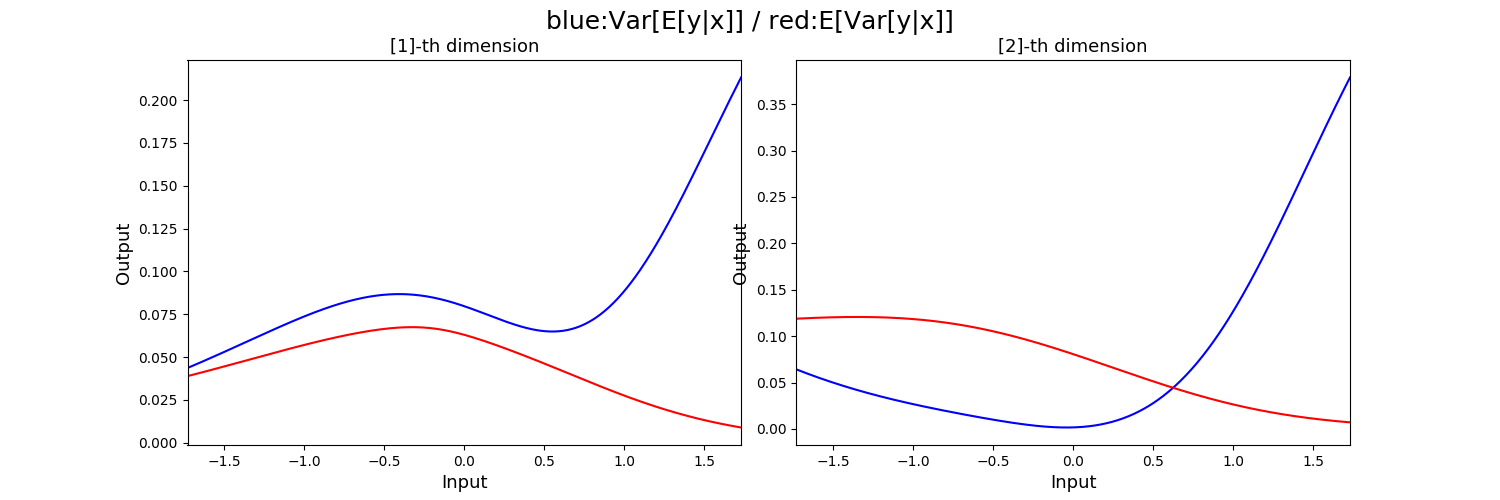 blue:Var[E[y|x]] / red:E[Var[y|x]]
[1]-th dimension
Output
0.200
0.175
0.150
0.125
0.100
0.075
0.050
0.025
0.000
−1.5 −1.0 −0.5 0.0 0.5 1.0 1.5
Input
[2]-th dimension
Output
0.35
0.30
0.25
0.20
0.15
0.10
0.05
0.00
−1.5 −1.0 −0.5 0.0 0.5 1.0 1.5
Input